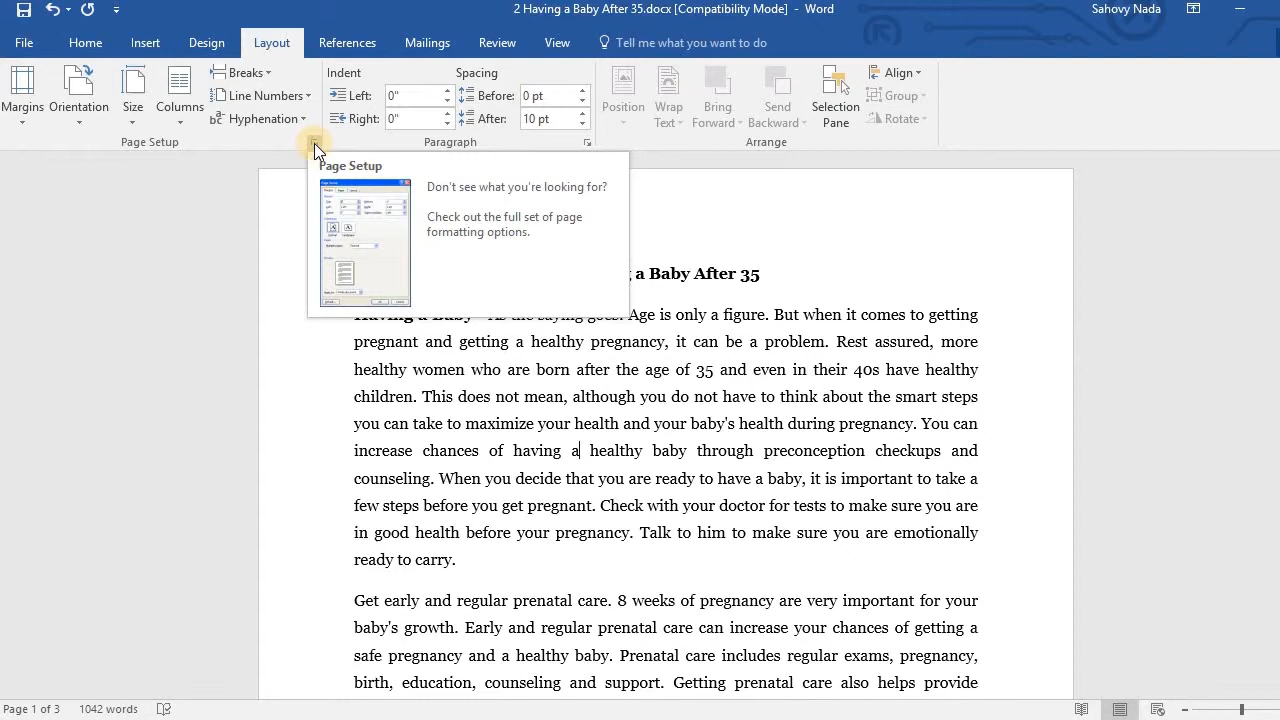 2 Having a Baby After 35.docx [Compatibility Mode] - Word
Sahovy Nada
File Home Insert Design Layout References Mailings Review View Tell me what you want to do
Margins Orientation Size Columns
Breaks
Line Numbers
Hyphenation
Page Setup
Indent Spacing
Left: 0" Before: 0 pt
Right: 0" After: 10 pt
Paragraph
Position Wrap Text Bring Forward Send Backward Selection Pane
Align
Group
Rotate
Arrange
Page Setup
Don't see what you're looking for?
Check out the full set of page
formatting options.
g a Baby After 35
Having a Baby - As the saying goes. Age is only a figure. But when it comes to getting
pregnant and getting a healthy pregnancy, it can be a problem. Rest assured, more
healthy women who are born after the age of 35 and even in their 40s have healthy
children. This does not mean, although you do not have to think about the smart steps
you can take to maximize your health and your baby's health during pregnancy. You can
increase chances of having a healthy baby through preconception checkups and
counseling. When you decide that you are ready to have a baby, it is important to take a
few steps before you get pregnant. Check with your doctor for tests to make sure you are
in good health before your pregnancy. Talk to him to make sure you are emotionally
ready to carry.
Get early and regular prenatal care. 8 weeks of pregnancy are very important for your
baby's growth. Early and regular prenatal care can increase your chances of getting a
safe pregnancy and a healthy baby. Prenatal care includes regular exams, pregnancy,
birth, education, counseling and support. Getting prenatal care also helps provide
Page 1 of 3 1042 words